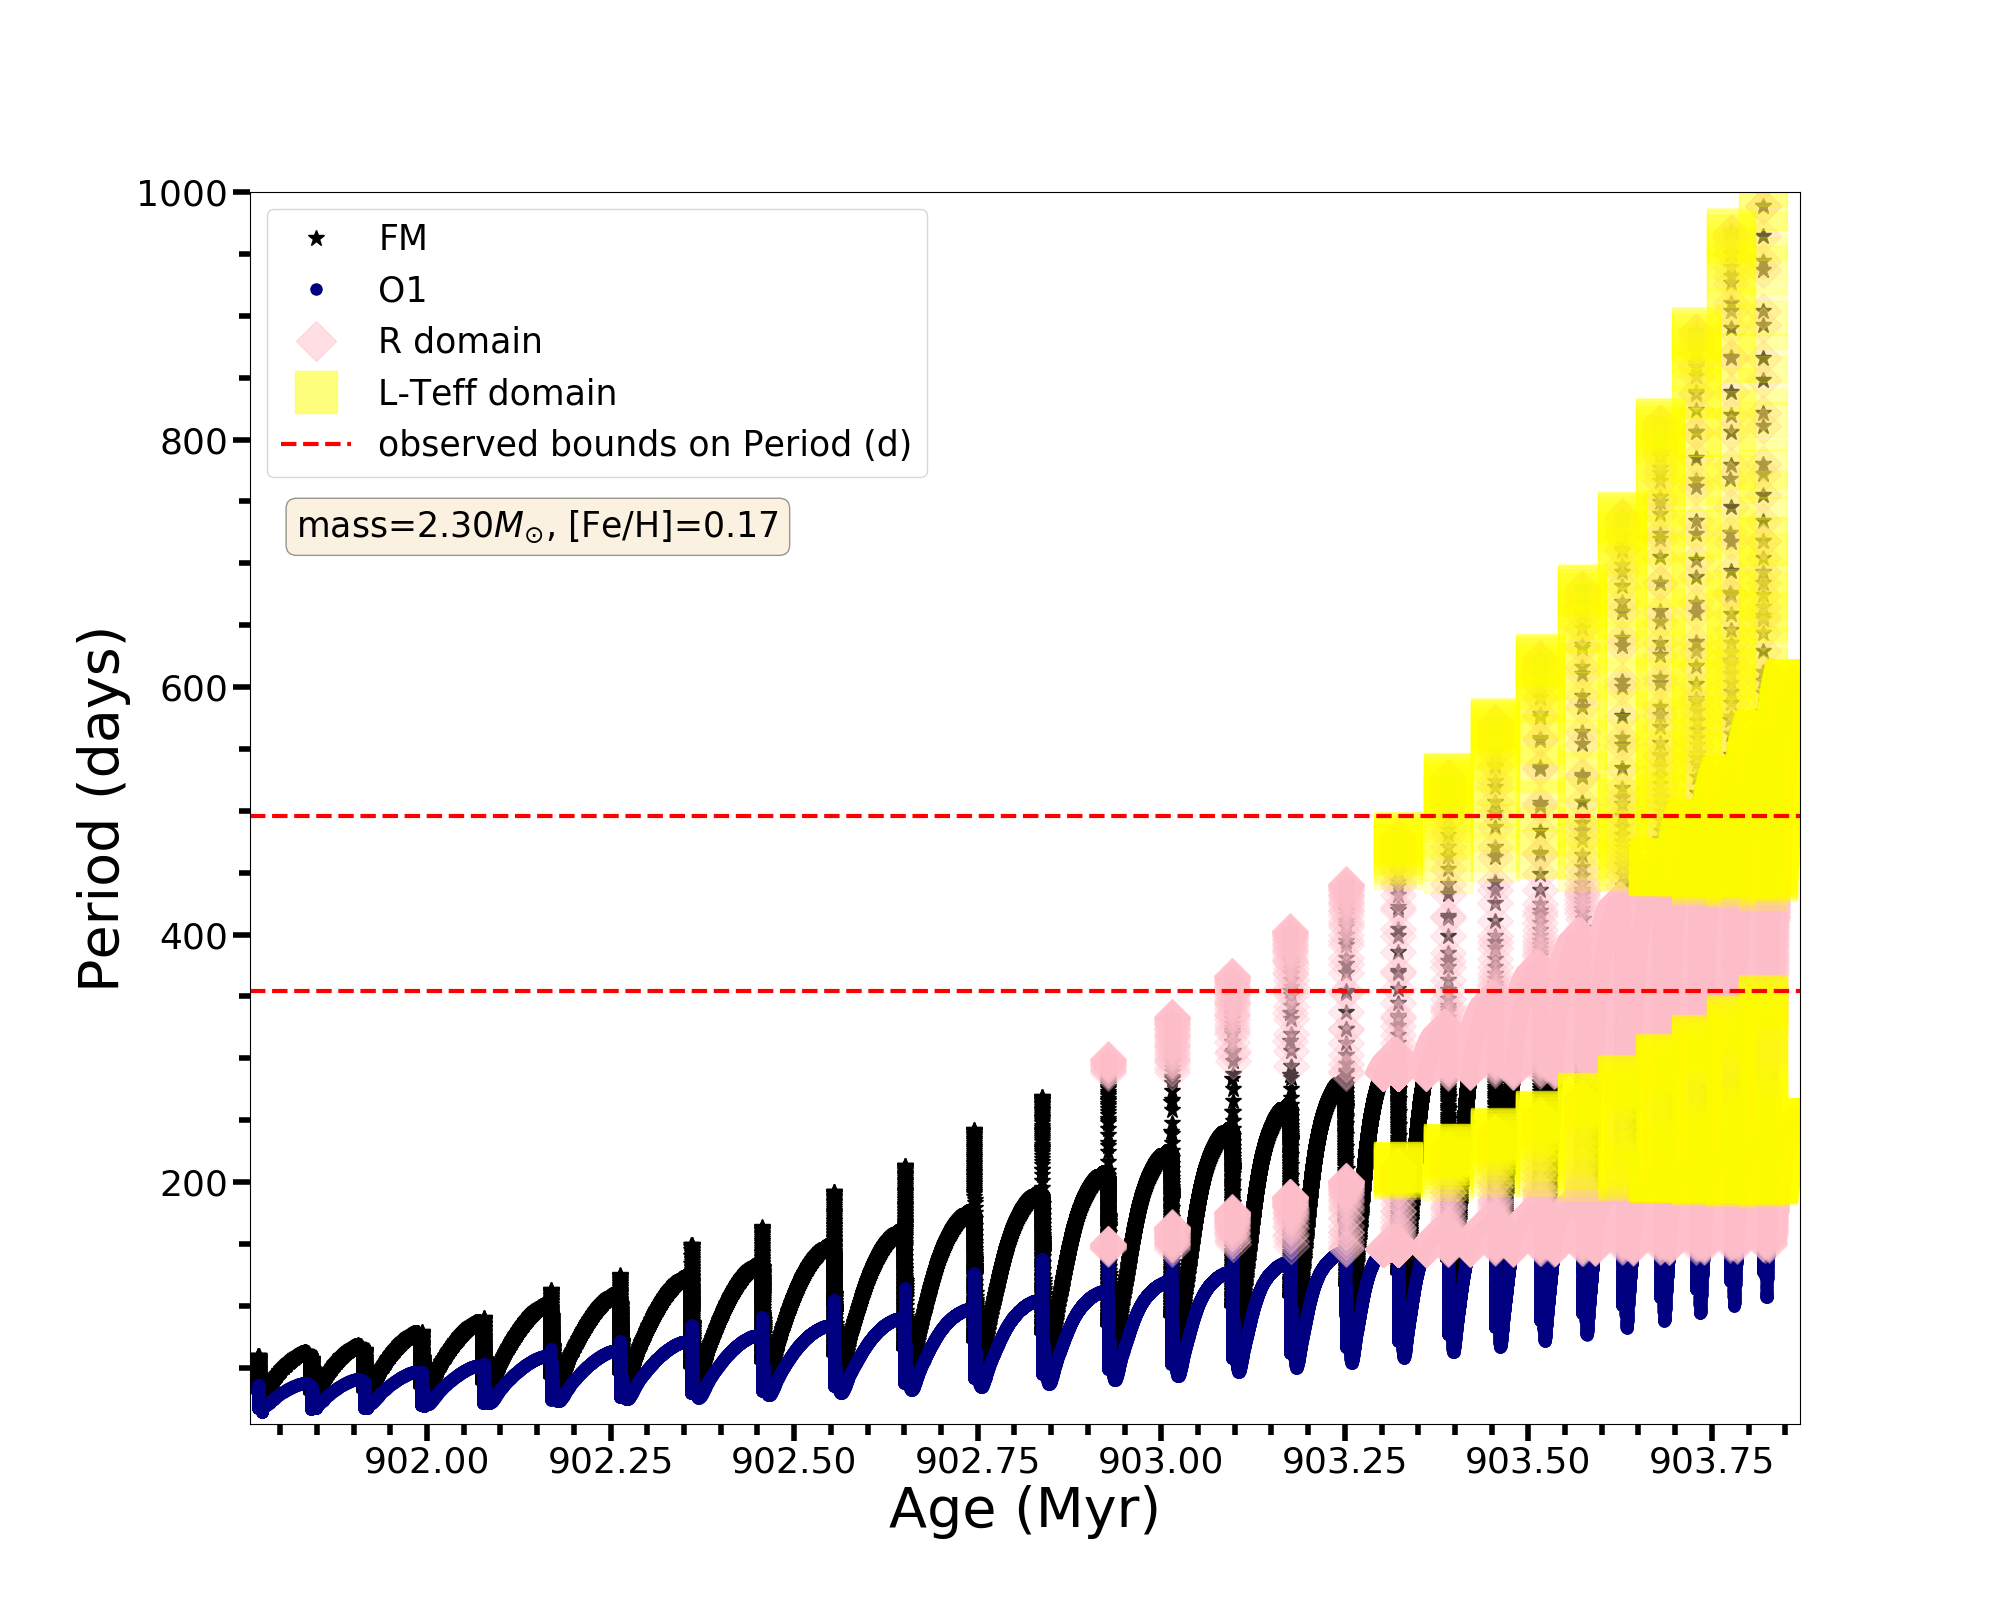 1000
800
600
400
200
Period (days)
FM
O1
R domain
L-Teff domain
observed bounds on Period (d)
mass=2.30M⊙, [Fe/H]=0.17
902.00 902.25 902.50 902.75 903.00 903.25 903.50 903.75
Age (Myr)